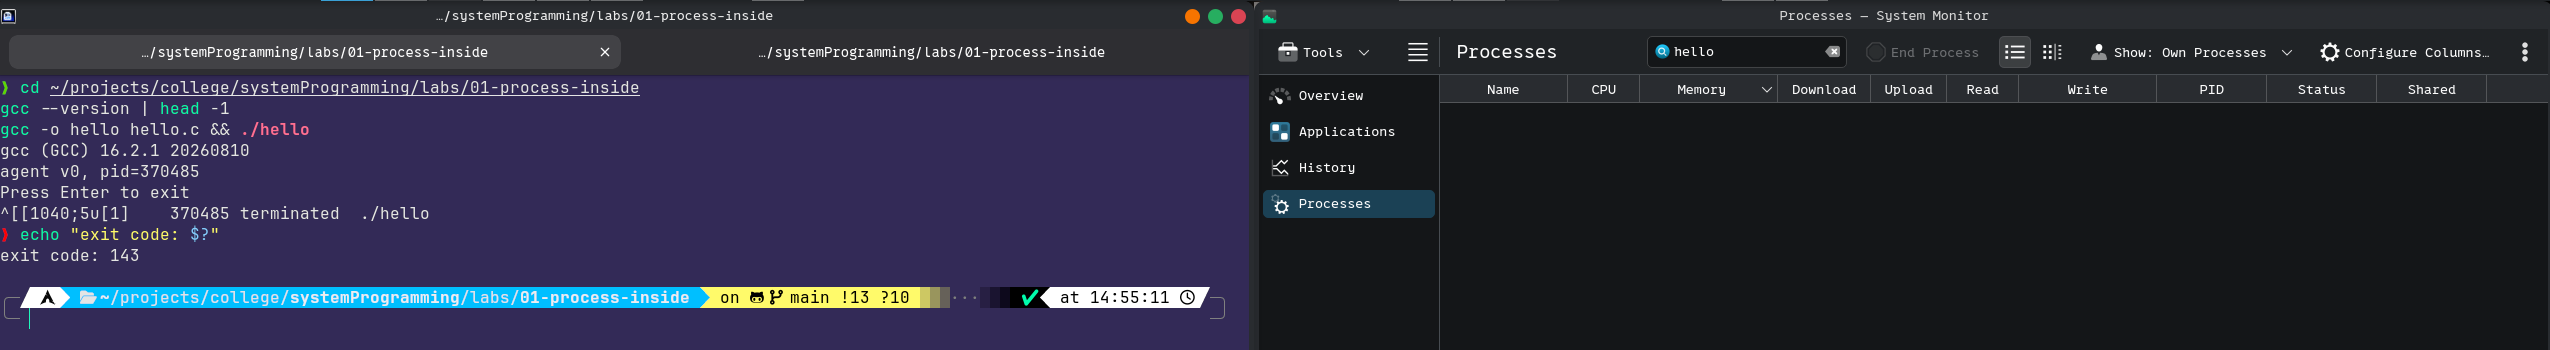 …/systemProgramming/labs/01-process-inside
…/systemProgramming/labs/01-process-inside
…/systemProgramming/labs/01-process-inside
❯ cd ~/projects/college/systemProgramming/labs/01-process-inside
gcc --version | head -1
gcc -o hello hello.c && ./hello
gcc (GCC) 16.2.1 20260810
agent v0, pid=370485
Press Enter to exit
^[[1040;5u[1]    370485 terminated  ./hello
❯ echo "exit code: $?"
exit code: 143
~/projects/college/systemProgramming/labs/01-process-inside on main !13 ?10 ··· ✔ at 14:55:11
Processes — System Monitor
Tools
Processes
hello
End Process
Show: Own Processes
Configure Columns…
Overview
Applications
History
Processes
Name CPU Memory Download Upload Read Write PID Status Shared